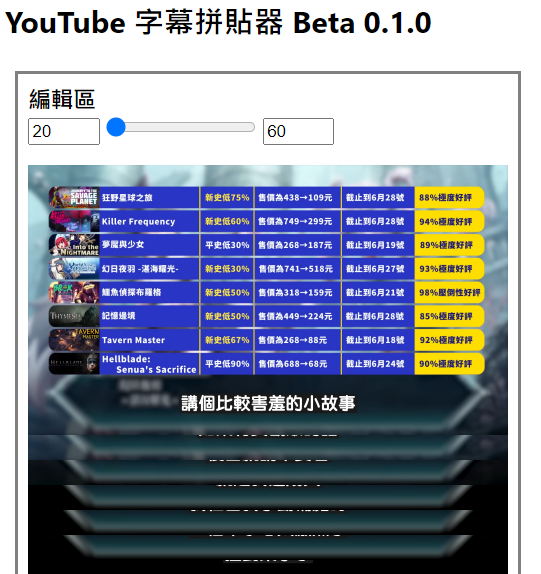 YouTube 字幕拼貼器 Beta 0.1.0
編輯區
20 60
狂野星球之旅 新史低75% 售價為438→109元 截止到6月28號 88%極度好評
Killer Frequency 新史低60% 售價為749→299元 截止到6月28號 94%極度好評
夢魘與少女 平史低30% 售價為268→187元 截止到6月19號 89%極度好評
幻日夜羽 -湛海耀光- 新史低30% 售價為741→518元 截止到6月27號 93%極度好評
鱷魚偵探布羅格 新史低50% 售價為318→159元 截止到6月21號 98%壓倒性好評
記憶邊境 新史低50% 售價為449→224元 截止到6月28號 85%極度好評
Tavern Master 新史低67% 售價為268→88元 截止到6月18號 92%極度好評
Hellblade: Senua's Sacrifice 平史低90% 售價為688→68元 截止到6月24號 90%極度好評
SAVAGE PLANET
Into the NIGHTMARE
THYMESIA
TAVERN MASTER
HELLBLADE
講個比較害羞的小故事